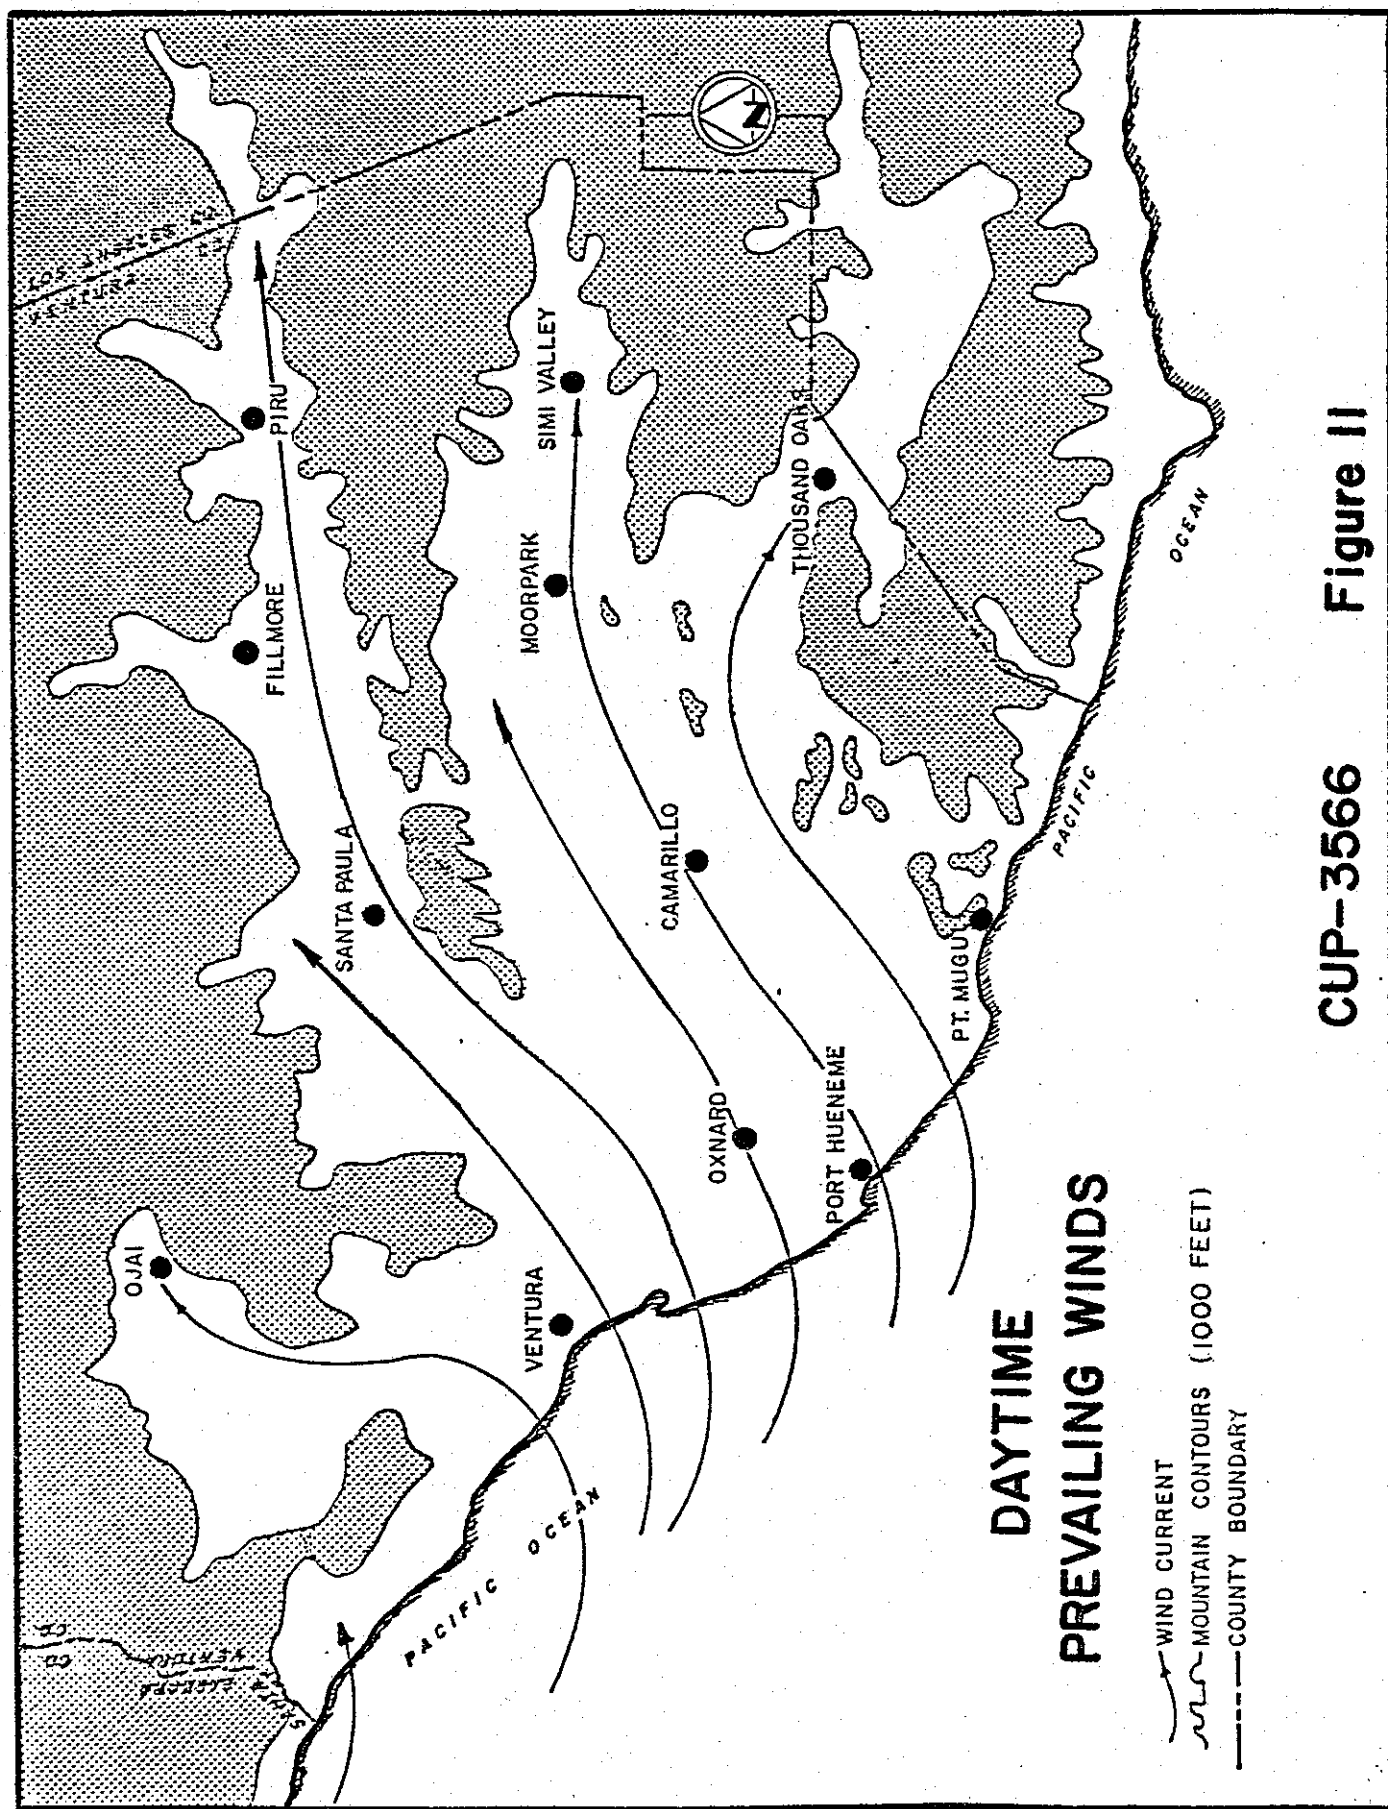 LOS ANGELES CO
VENTURA CO
N
OJAI
VENTURA
SANTA PAULA
FILLMORE
PIRU
SIMI VALLEY
MOORPARK
CAMARILLO
OXNARD
PORT HUENEME
PT. MUGU
THOUSAND OAKS
SANTA
VENTURA
PACIFIC OCEAN
PACIFIC OCEAN
DAYTIME
PREVAILING WINDS
WIND CURRENT
MOUNTAIN CONTOURS (1000 FEET)
COUNTY BOUNDARY
CUP-3566 Figure II